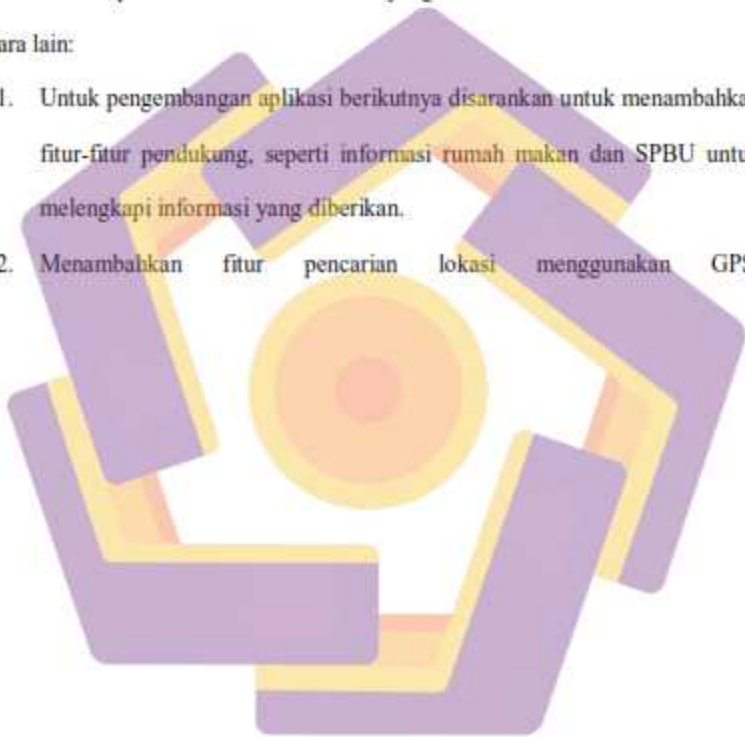 ara lain:
1. Untuk pengembangan aplikasi berikutnya disarankan untuk menambahka
fitur-fitur pendukung, seperti informasi rumah makan dan SPBU untu
melengkapi informasi yang diberikan.
2. Menambahkan fitur pencarian lokasi menggunakan GPS